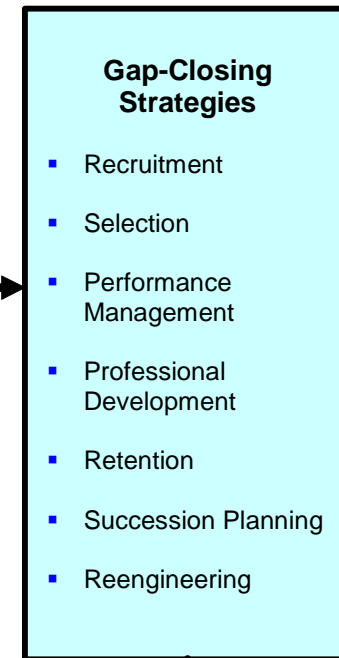 Gap-Closing
Strategies
▪ Recruitment
▪ Selection
▪ Performance
Management
▪ Professional
Development
▪ Retention
▪ Succession Planning
▪ Reengineering